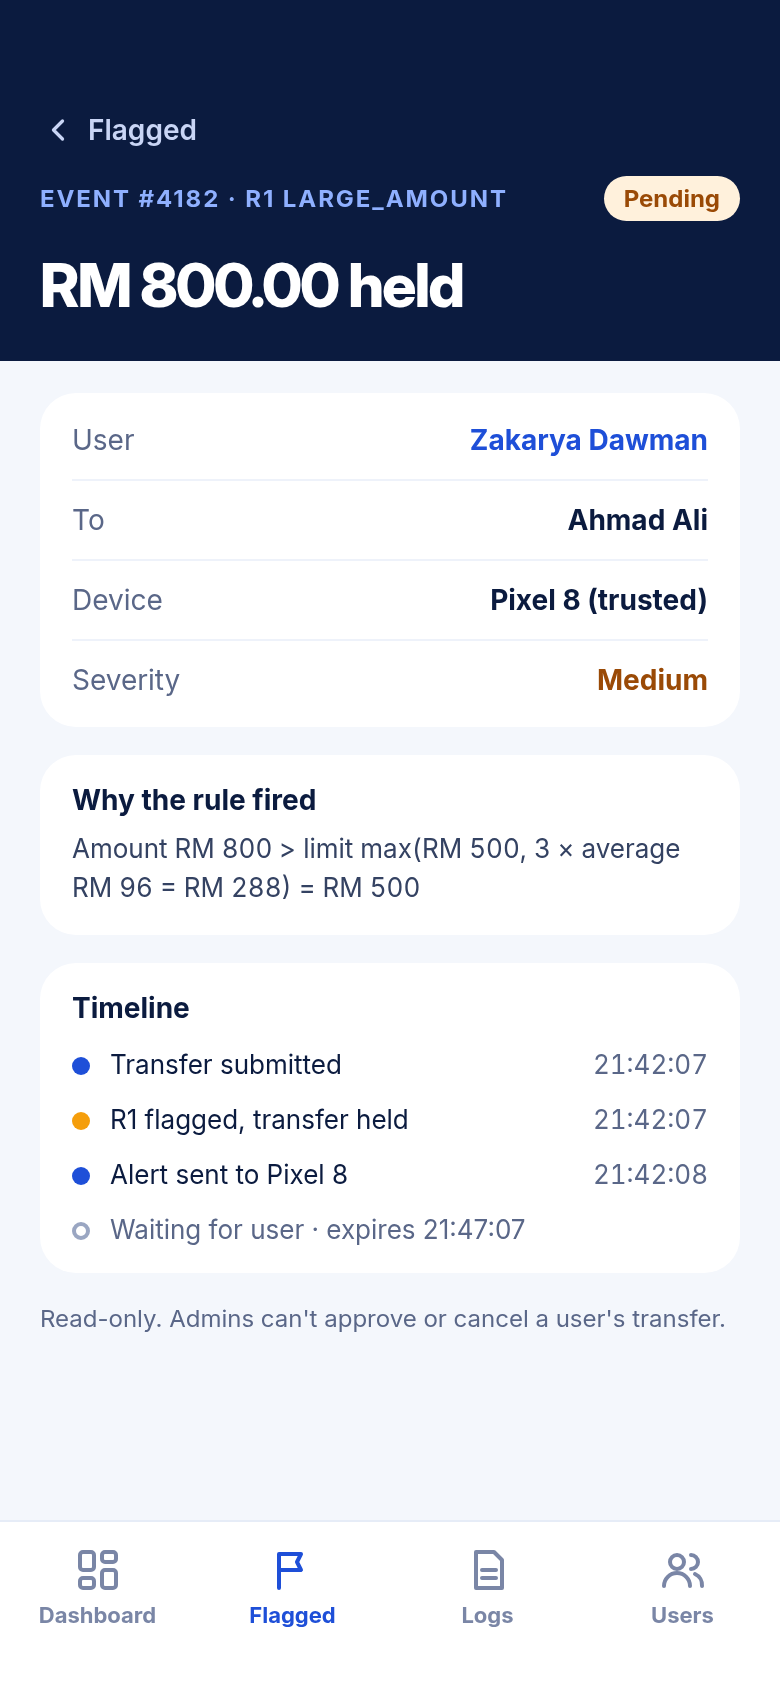 Flagged
EVENT #4182 · R1 LARGE_AMOUNT
Pending
RM 800.00 held
User Zakarya Dawman
To Ahmad Ali
Device Pixel 8 (trusted)
Severity Medium
Why the rule fired
Amount RM 800 > limit max(RM 500, 3 × average
RM 96 = RM 288) = RM 500
Timeline
Transfer submitted 21:42:07
R1 flagged, transfer held 21:42:07
Alert sent to Pixel 8 21:42:08
Waiting for user · expires 21:47:07
Read-only. Admins can't approve or cancel a user's transfer.
Dashboard Flagged Logs Users